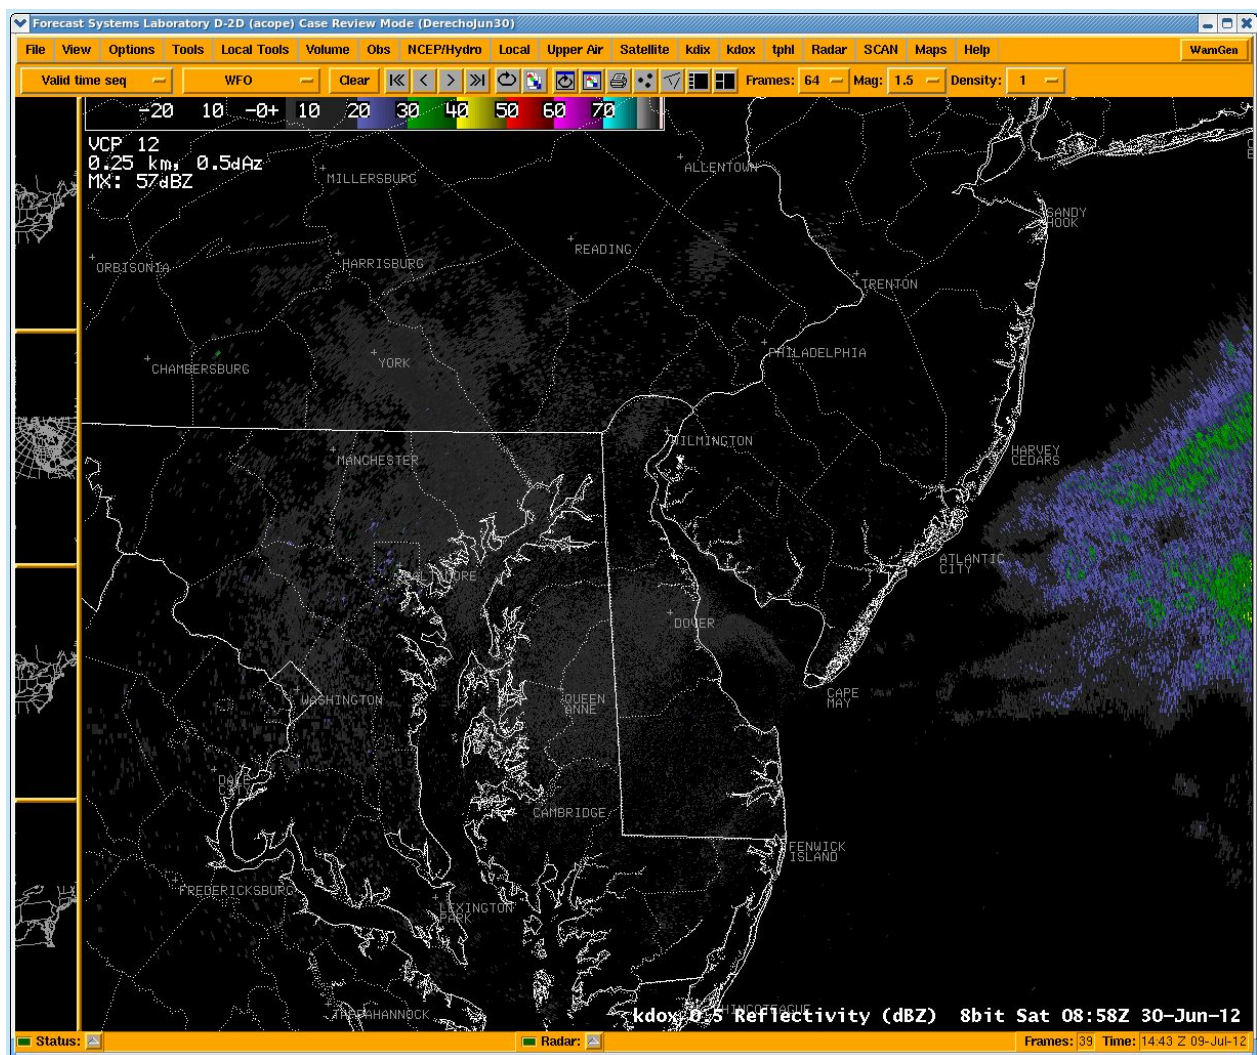 Forecast Systems Laboratory D-2D (acope) Case Review Mode (DerechoJun30)
File View Options Tools Local Tools Volume Obs NCEP/Hydro Local Upper Air Satellite kdix kdox tphl Radar SCAN Maps Help WarnGen
Valid time seq WFO Clear Frames: 64 Mag: 1.5 Density: 1
-20 10 -0+ 10 20 30 40 50 60 70
VCP 12
0.25 km, 0.5dAz
MX: 57dBZ
MILLERSBURG
ALLENTOWN
SANDY
HOOK
READING
HARRISBURG
ORBISONIA
TRENTON
PHILADELPHIA
YORK
CHAMBERSBURG
WILMINGTON
HARVEY
CEDARS
MANCHESTER
ATLANTIC
CITY
BALTIMORE
DOVER
CAPE
MAY
QUEEN
ANNE
WASHINGTON
DALE
CITY
CAMBRIDGE
FENWICK
ISLAND
FREDERICKSBURG
LEXINGTON
PARK
TAPPAHANNOCK
CHINCOTEAGUE
kdox 0.5 Reflectivity (dBZ) 8bit Sat 08:58Z 30-Jun-12
Status: Radar: Frames: 39 Time: 14:43 Z 09-Jul-12